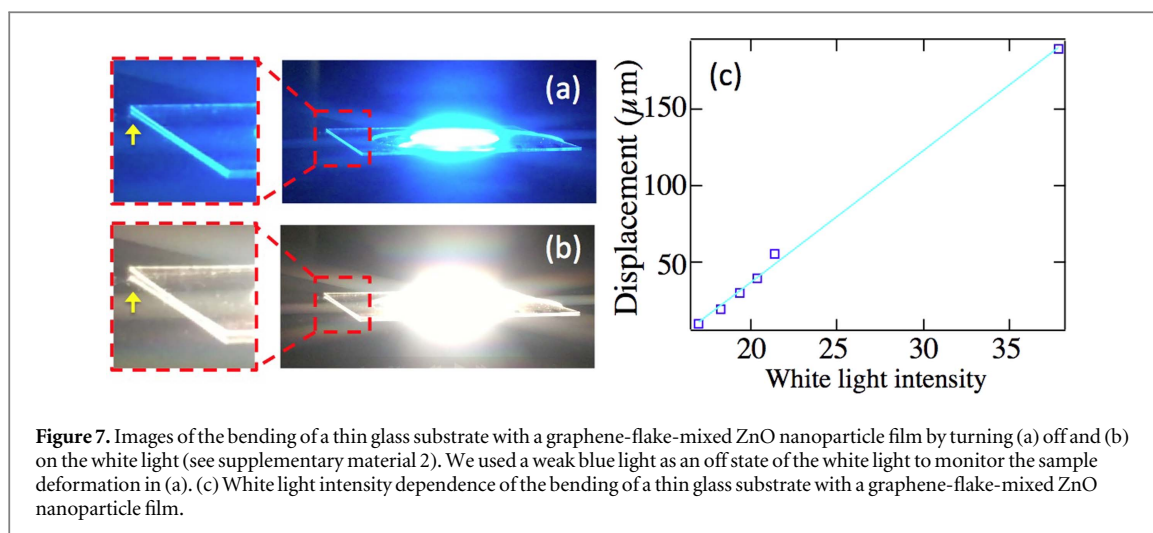 (a)
(b)
(c)
Displacement (μm)
150
100
50
20 25 30 35
White light intensity
Figure 7. Images of the bending of a thin glass substrate with a graphene-flake-mixed ZnO nanoparticle film by turning (a) off and (b)
on the white light (see supplementary material 2). We used a weak blue light as an off state of the white light to monitor the sample
deformation in (a). (c) White light intensity dependence of the bending of a thin glass substrate with a graphene-flake-mixed ZnO
nanoparticle film.